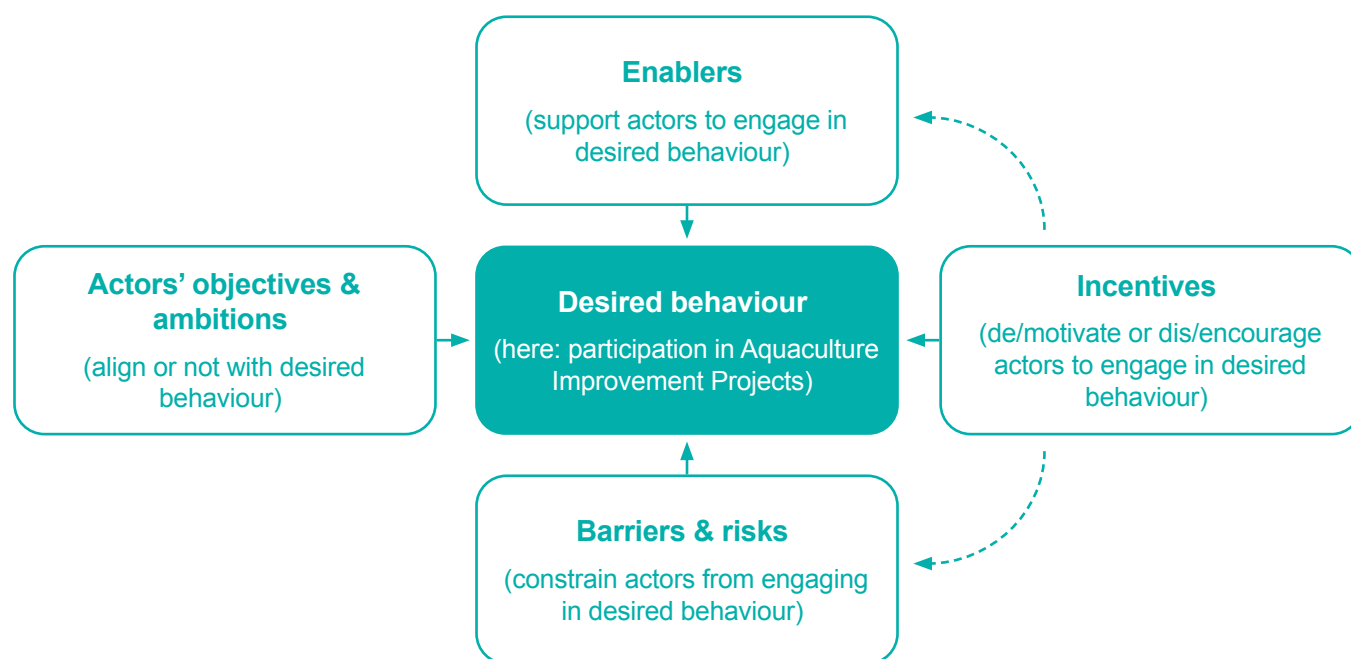 Enablers
(support actors to engage in
desired behaviour)
Actors’ objectives &
ambitions
(align or not with desired
behaviour)
Desired behaviour
(here: participation in Aquaculture
Improvement Projects)
Incentives
(de/motivate or dis/encourage
actors to engage in desired
behaviour)
Barriers & risks
(constrain actors from engaging
in desired behaviour)